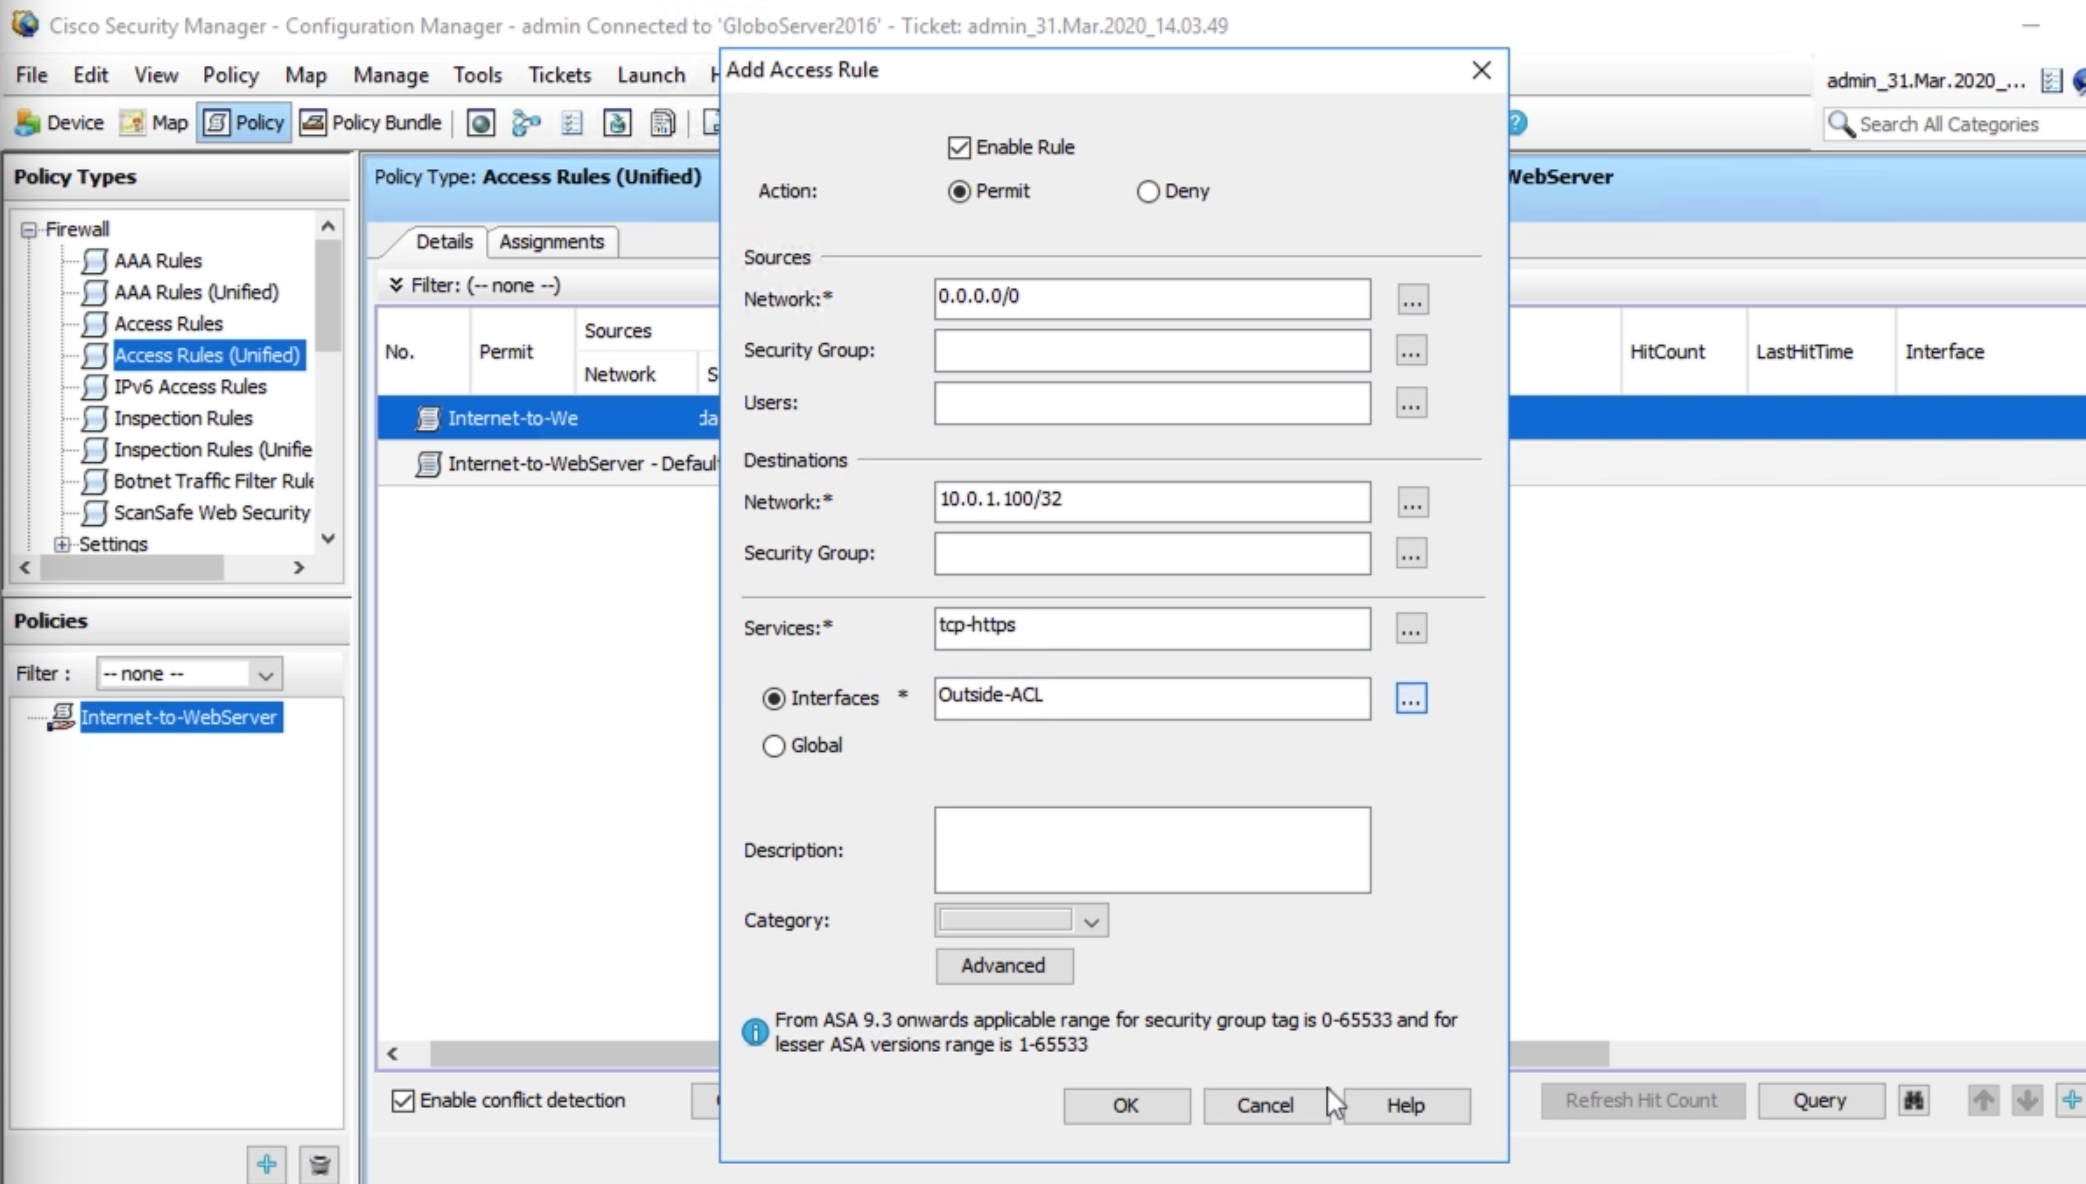 Cisco Security Manager - Configuration Manager - admin Connected to 'GloboServer2016' - Ticket: admin_31.Mar.2020_14.03.49
File Edit View Policy Map Manage Tools Tickets Launch
admin_31.Mar.2020_...
Device Map Policy Policy Bundle
Search All Categories
Policy Types
Firewall
AAA Rules
AAA Rules (Unified)
Access Rules
Access Rules (Unified)
IPv6 Access Rules
Inspection Rules
Inspection Rules (Unifie
Botnet Traffic Filter Rule
ScanSafe Web Security
Settings
Policies
Filter : -- none --
Internet-to-WebServer
Policy Type: Access Rules (Unified)
WebServer
Details Assignments
Filter: (-- none --)
No. Permit Sources
Network S
HitCount LastHitTime Interface
Internet-to-We da
Internet-to-WebServer - Defaul
Enable conflict detection
Refresh Hit Count Query
Add Access Rule
Enable Rule
Action: Permit Deny
Sources
Network:* 0.0.0.0/0 ...
Security Group: ...
Users: ...
Destinations
Network:* 10.0.1.100/32 ...
Security Group: ...
Services:* tcp-https ...
Interfaces * Outside-ACL ...
Global
Description:
Category:
Advanced
From ASA 9.3 onwards applicable range for security group tag is 0-65533 and for
lesser ASA versions range is 1-65533
OK Cancel Help